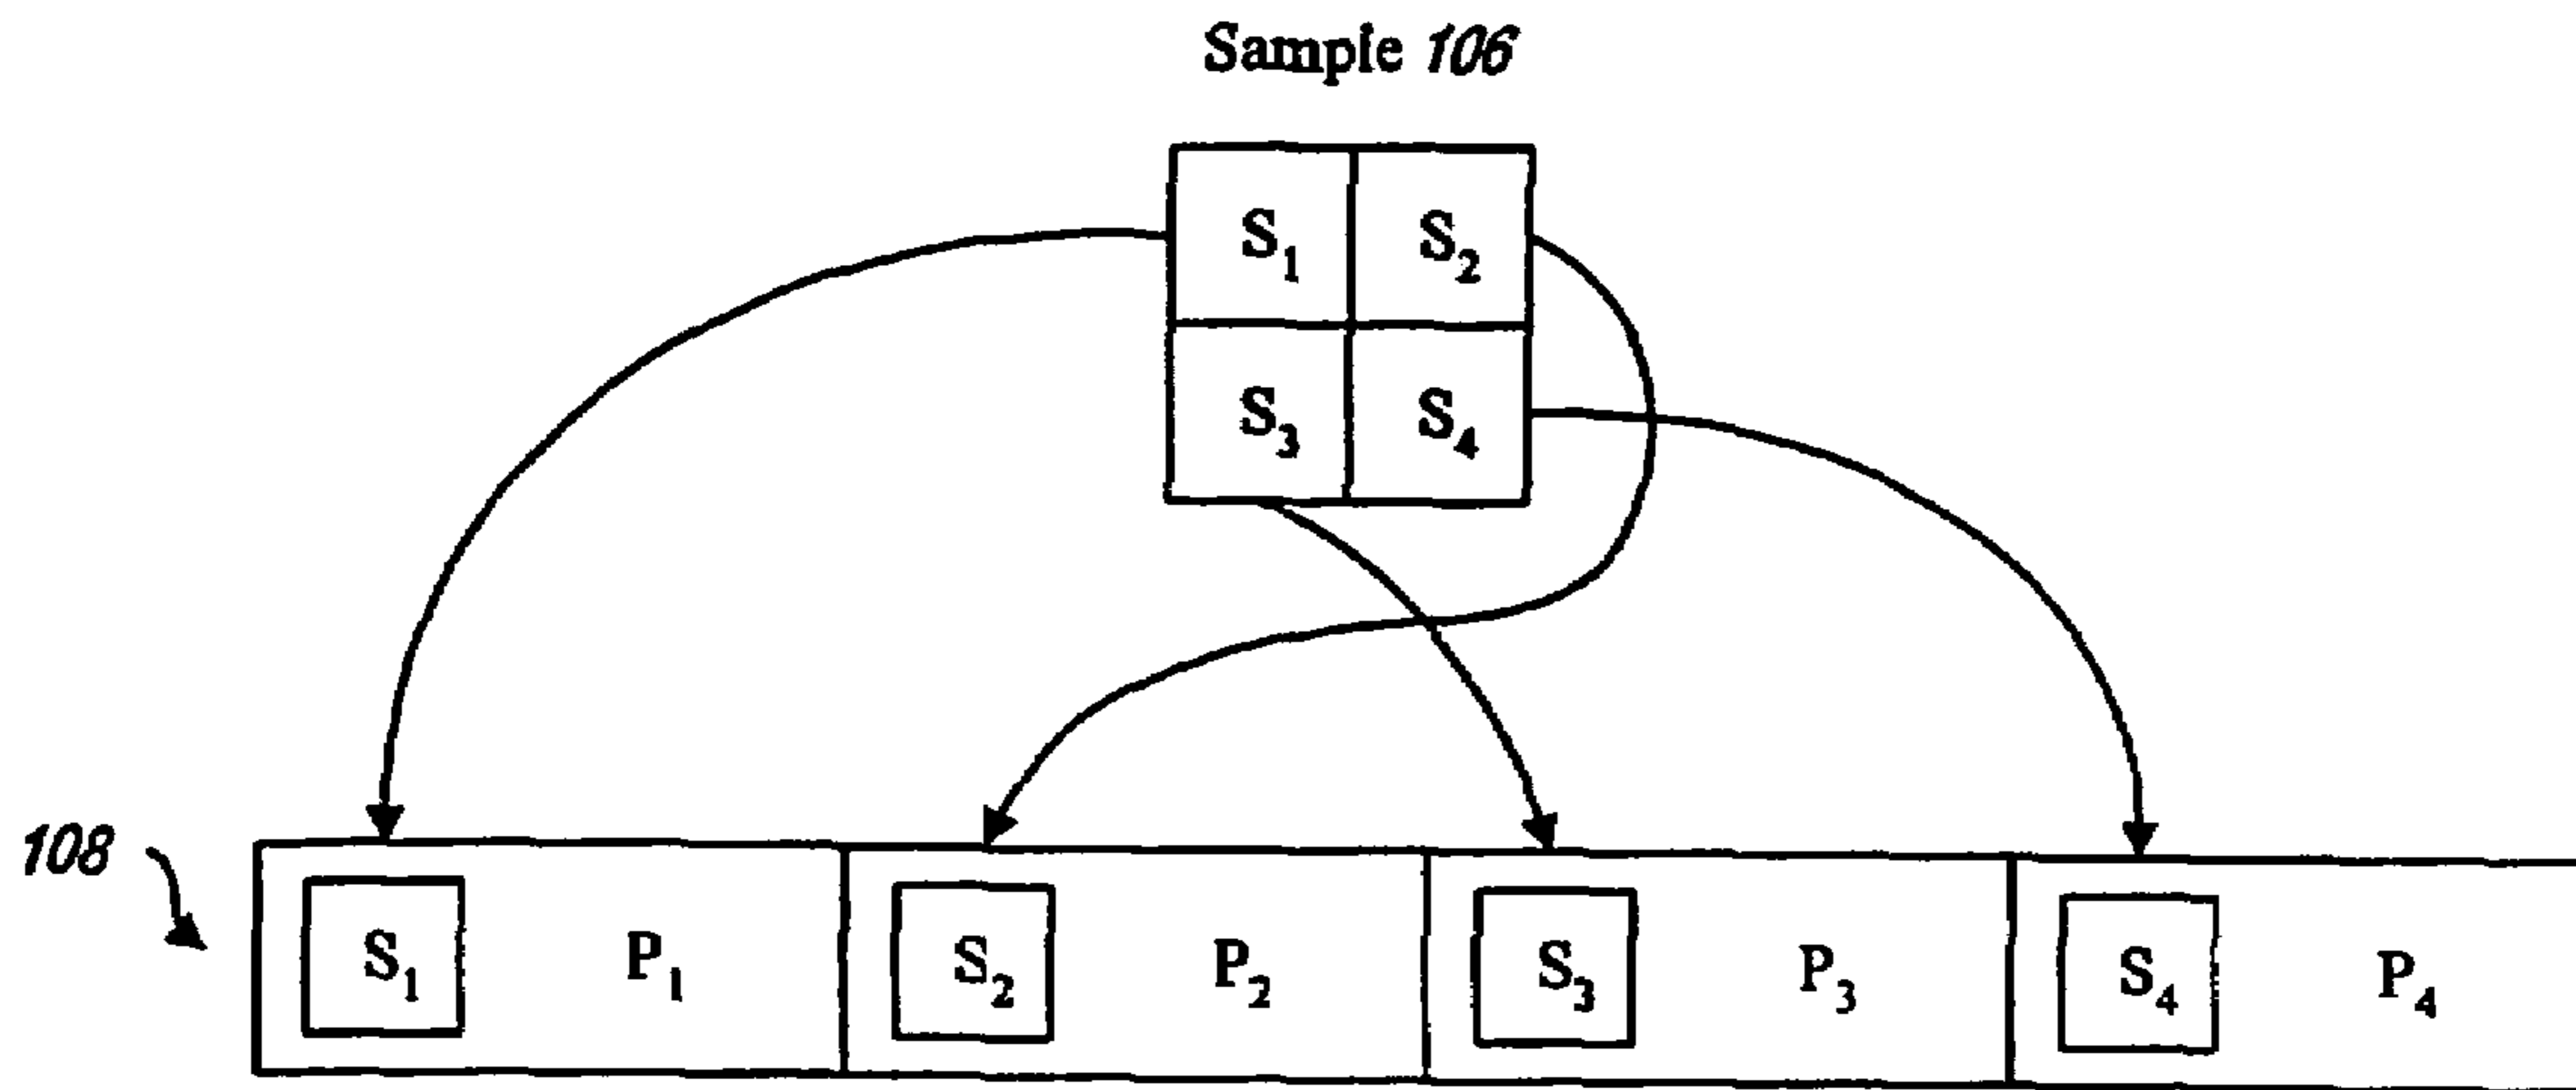 Sample 106
S₁ S₂
S₃ S₄
108
S₁ P₁ S₂ P₂ S₃ P₃ S₄ P₄